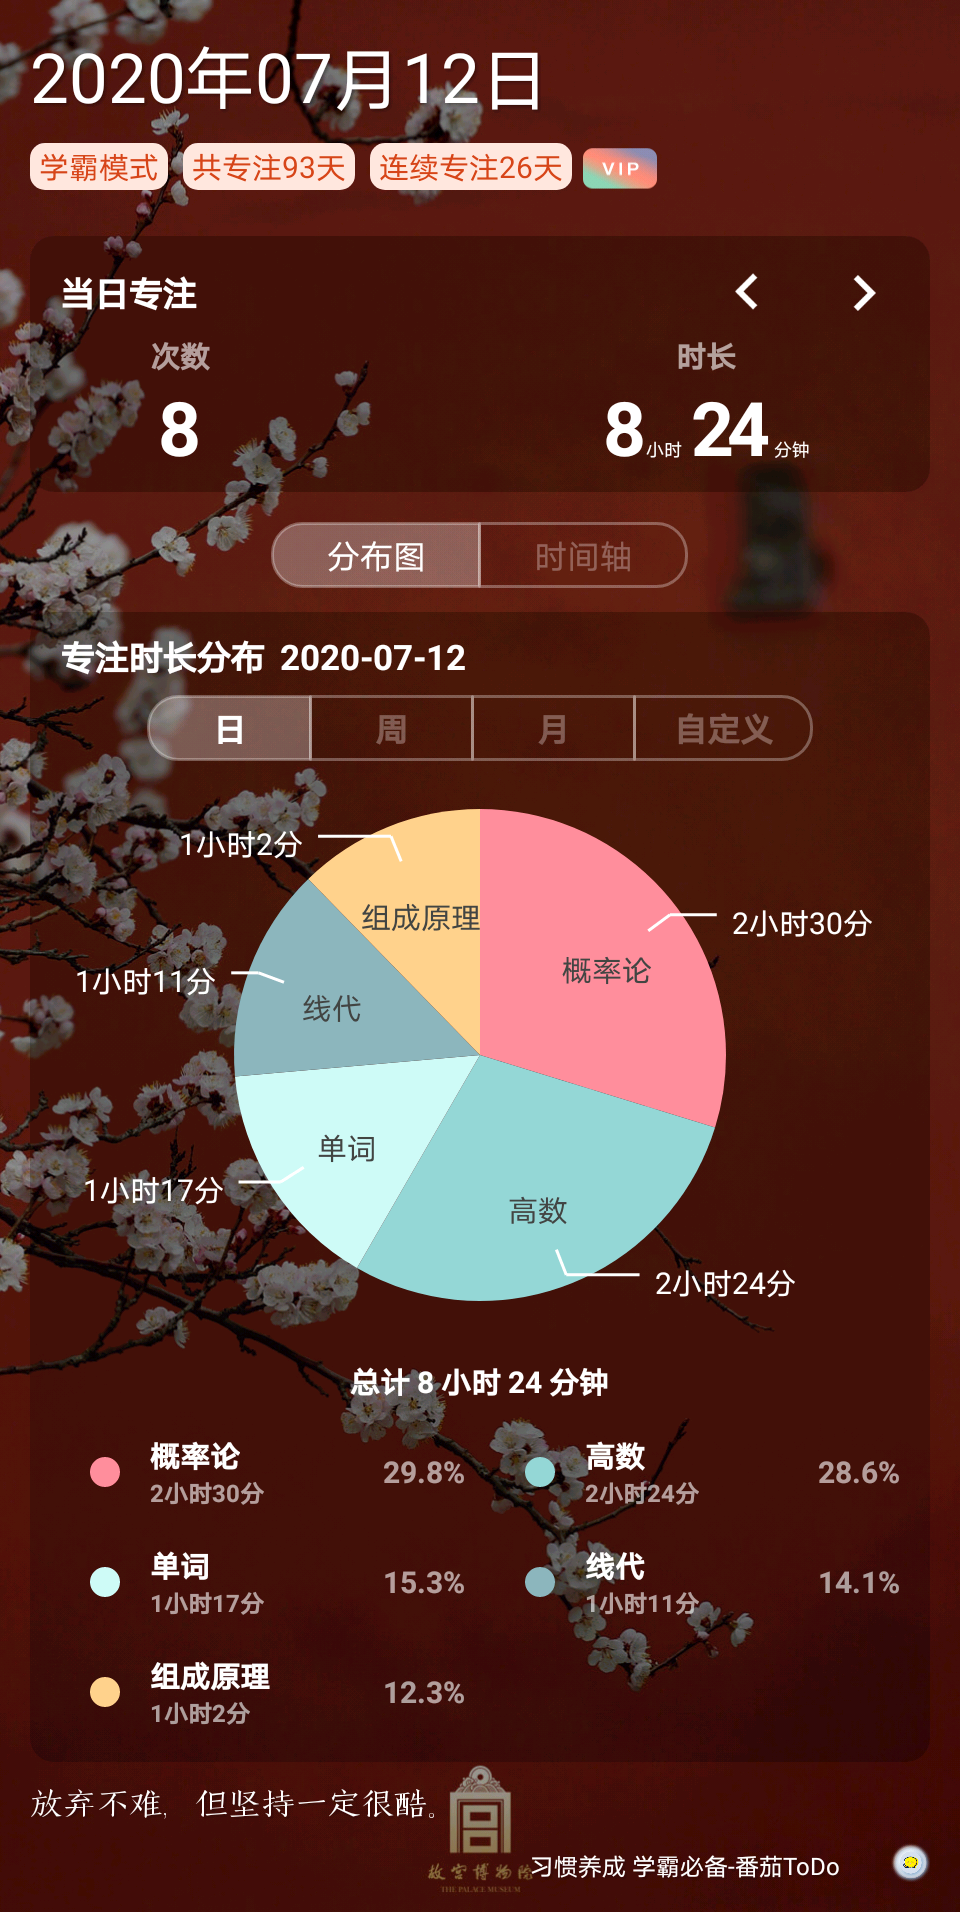 2020年07月12日
学霸模式 共专注93天 连续专注26天 VIP
当日专注
次数 时长
8 8小时24分钟
分布图 时间轴
专注时长分布 2020-07-12
日 周 月 自定义
1小时2分
组成原理
2小时30分
概率论
1小时11分
线代
单词
1小时17分
高数
2小时24分
总计 8 小时 24 分钟
概率论 29.8% 高数 28.6%
2小时30分 2小时24分
单词 15.3% 线代 14.1%
1小时17分 1小时11分
组成原理 12.3%
1小时2分
放弃不难, 但坚持一定很酷。
故宫博物院
THE PALACE MUSEUM
习惯养成 学霸必备-番茄ToDo